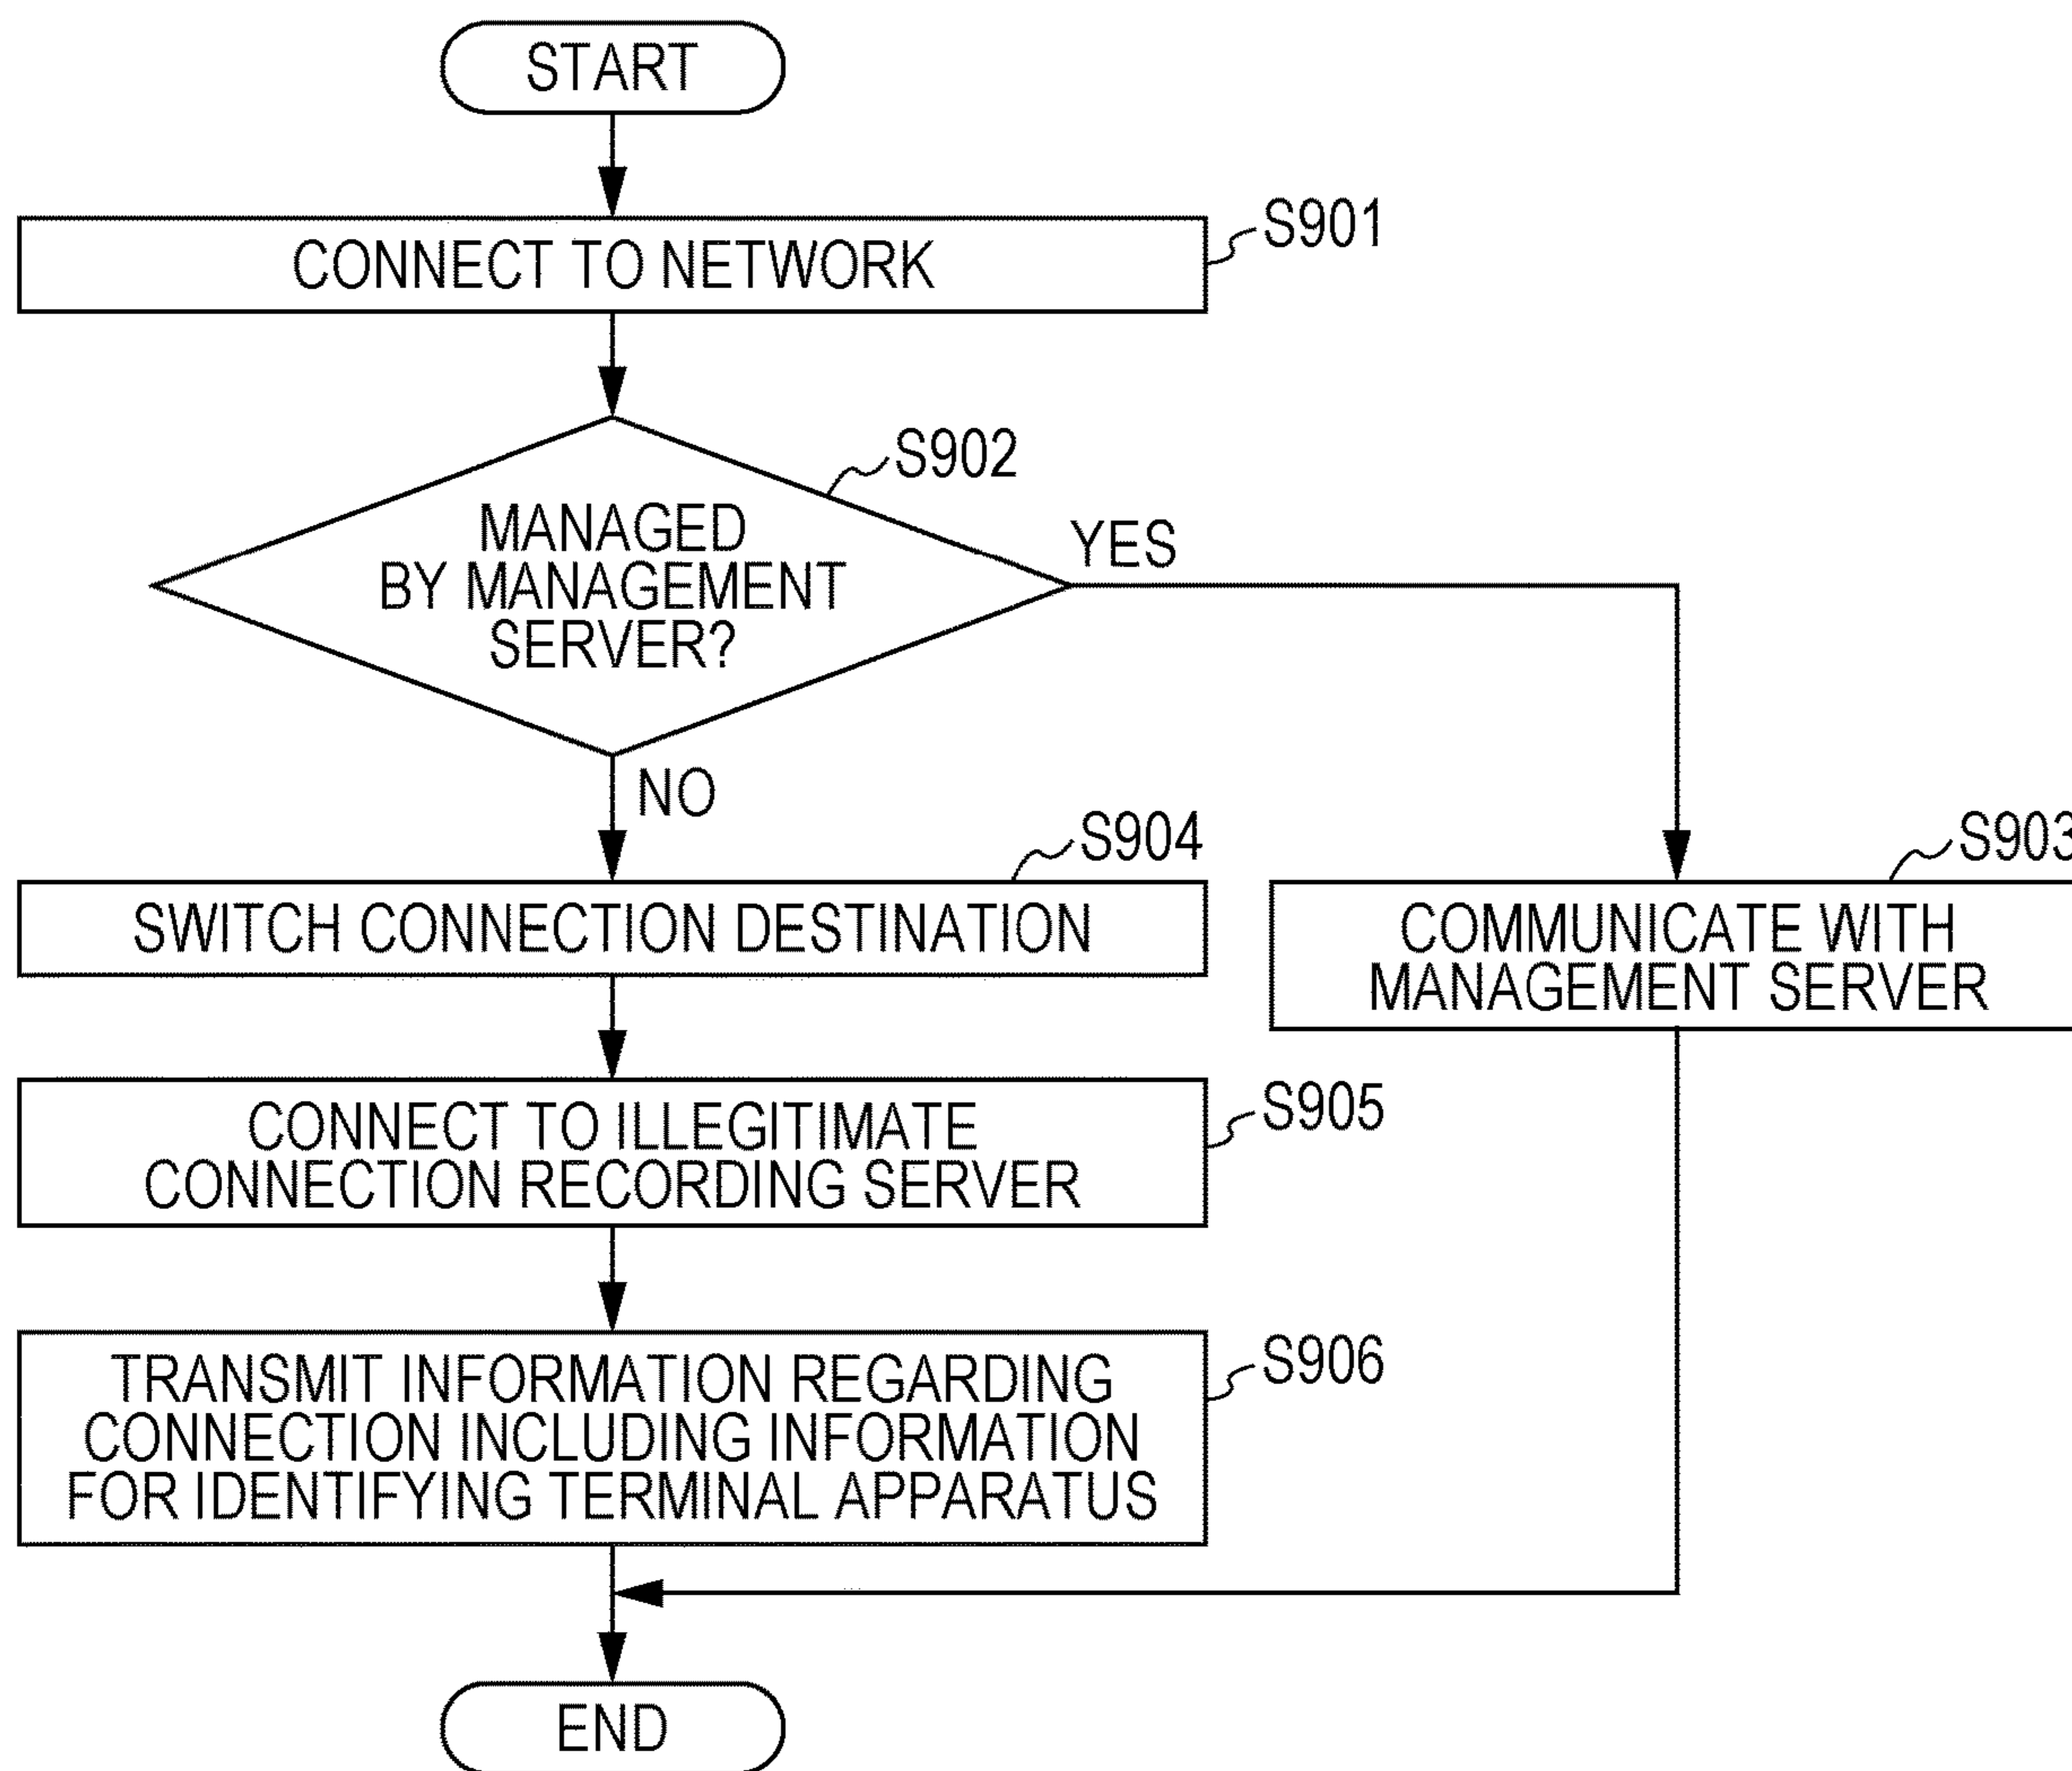 START
CONNECT TO NETWORK
S901
S902
MANAGED
BY MANAGEMENT
SERVER?
YES
NO
S904
SWITCH CONNECTION DESTINATION
S903
COMMUNICATE WITH
MANAGEMENT SERVER
CONNECT TO ILLEGITIMATE
CONNECTION RECORDING SERVER
S905
TRANSMIT INFORMATION REGARDING
CONNECTION INCLUDING INFORMATION
FOR IDENTIFYING TERMINAL APPARATUS
S906
END